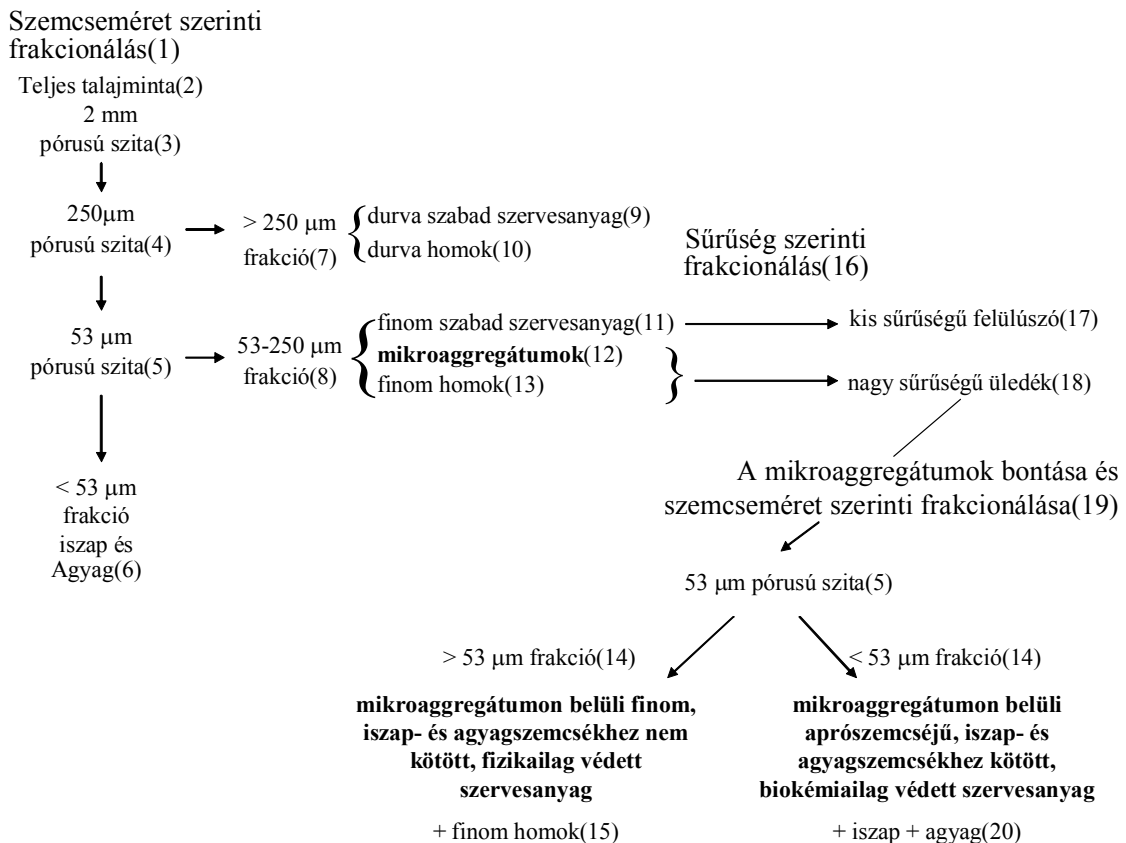 Szemcseméret szerinti
frakcionálás(1)
Teljes talajminta(2)
2 mm
pórusú szita(3)
250μm
pórusú szita(4)
> 250 μm
frakció(7)
durva szabad szervesanyag(9)
durva homok(10)
Sűrűség szerinti
frakcionálás(16)
53 μm
pórusú szita(5)
53-250 μm
frakció(8)
finom szabad szervesanyag(11)
mikroaggregátumok(12)
finom homok(13)
kis sűrűségű felülúszó(17)
nagy sűrűségű üledék(18)
< 53 μm
frakció
iszap és
Agyag(6)
A mikroaggregátumok bontása és
szemcseméret szerinti frakcionálása(19)
53 μm pórusú szita(5)
> 53 μm frakció(14)
mikroaggregátumon belüli finom,
iszap- és agyagszemcsékhez nem
kötött, fizikailag védett
szervesanyag
+ finom homok(15)
< 53 μm frakció(14)
mikroaggregátumon belüli
aprószemcséjű, iszap- és
agyagszemcsékhez kötött,
biokémiailag védett szervesanyag
+ iszap + agyag(20)